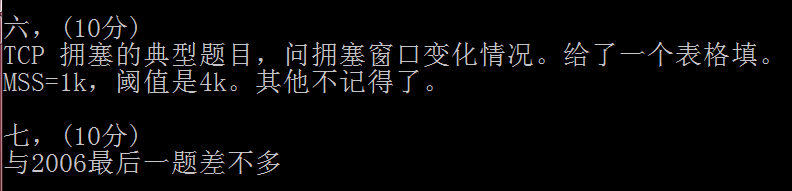 六，(10分)
TCP 拥塞的典型题目，问拥塞窗口变化情况。给了一个表格填。
MSS=1k，阈值是4k。其他不记得了。
七，(10分)
与2006最后一题差不多